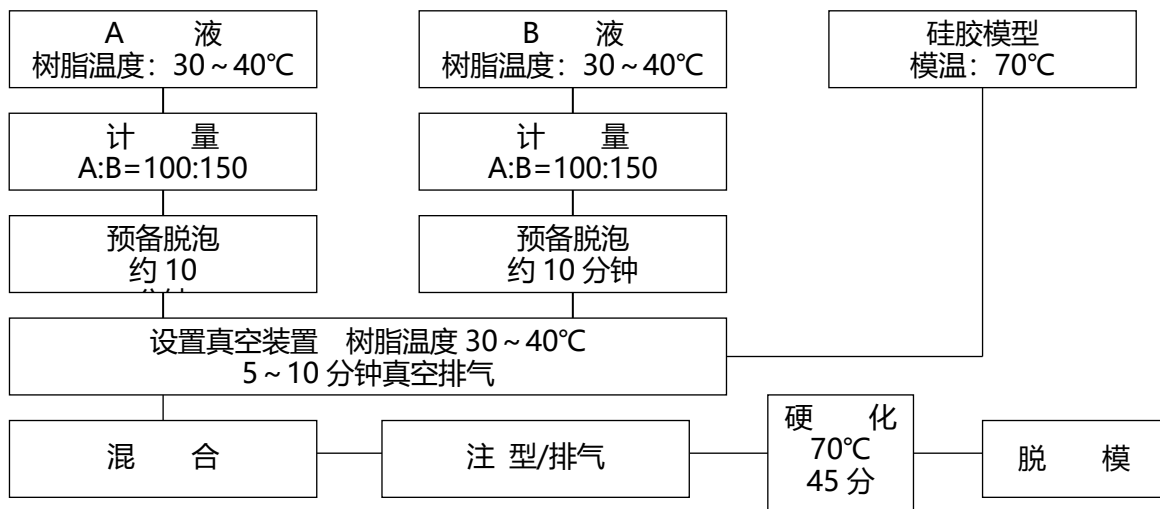 A 液
树脂温度：30～40℃
B 液
树脂温度：30～40℃
硅胶模型
模温：70℃
计 量
A:B=100:150
计 量
A:B=100:150
预备脱泡
约 10
预备脱泡
约 10 分钟
设置真空装置 树脂温度 30～40℃
5～10 分钟真空排气
混 合
注 型/排气
硬 化
70℃
45 分
脱 模